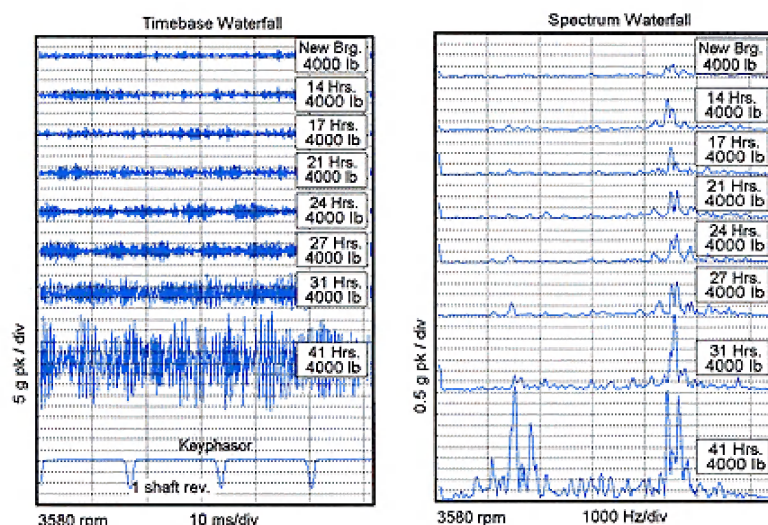 Timebase Waterfall
New Brg.
4000 lb
14 Hrs.
4000 lb
17 Hrs.
4000 lb
21 Hrs.
4000 lb
24 Hrs.
4000 lb
27 Hrs.
4000 lb
31 Hrs.
4000 lb
41 Hrs.
4000 lb
5 g pk / div
Keyphasor
1 shaft rev.
3580 rpm
10 ms/div
Spectrum Waterfall
New Brg.
4000 lb
14 Hrs.
4000 lb
17 Hrs.
4000 lb
21 Hrs.
4000 lb
24 Hrs.
4000 lb
27 Hrs.
4000 lb
31 Hrs.
4000 lb
41 Hrs.
4000 lb
0.5 g pk / div
3580 rpm
1000 Hz/div